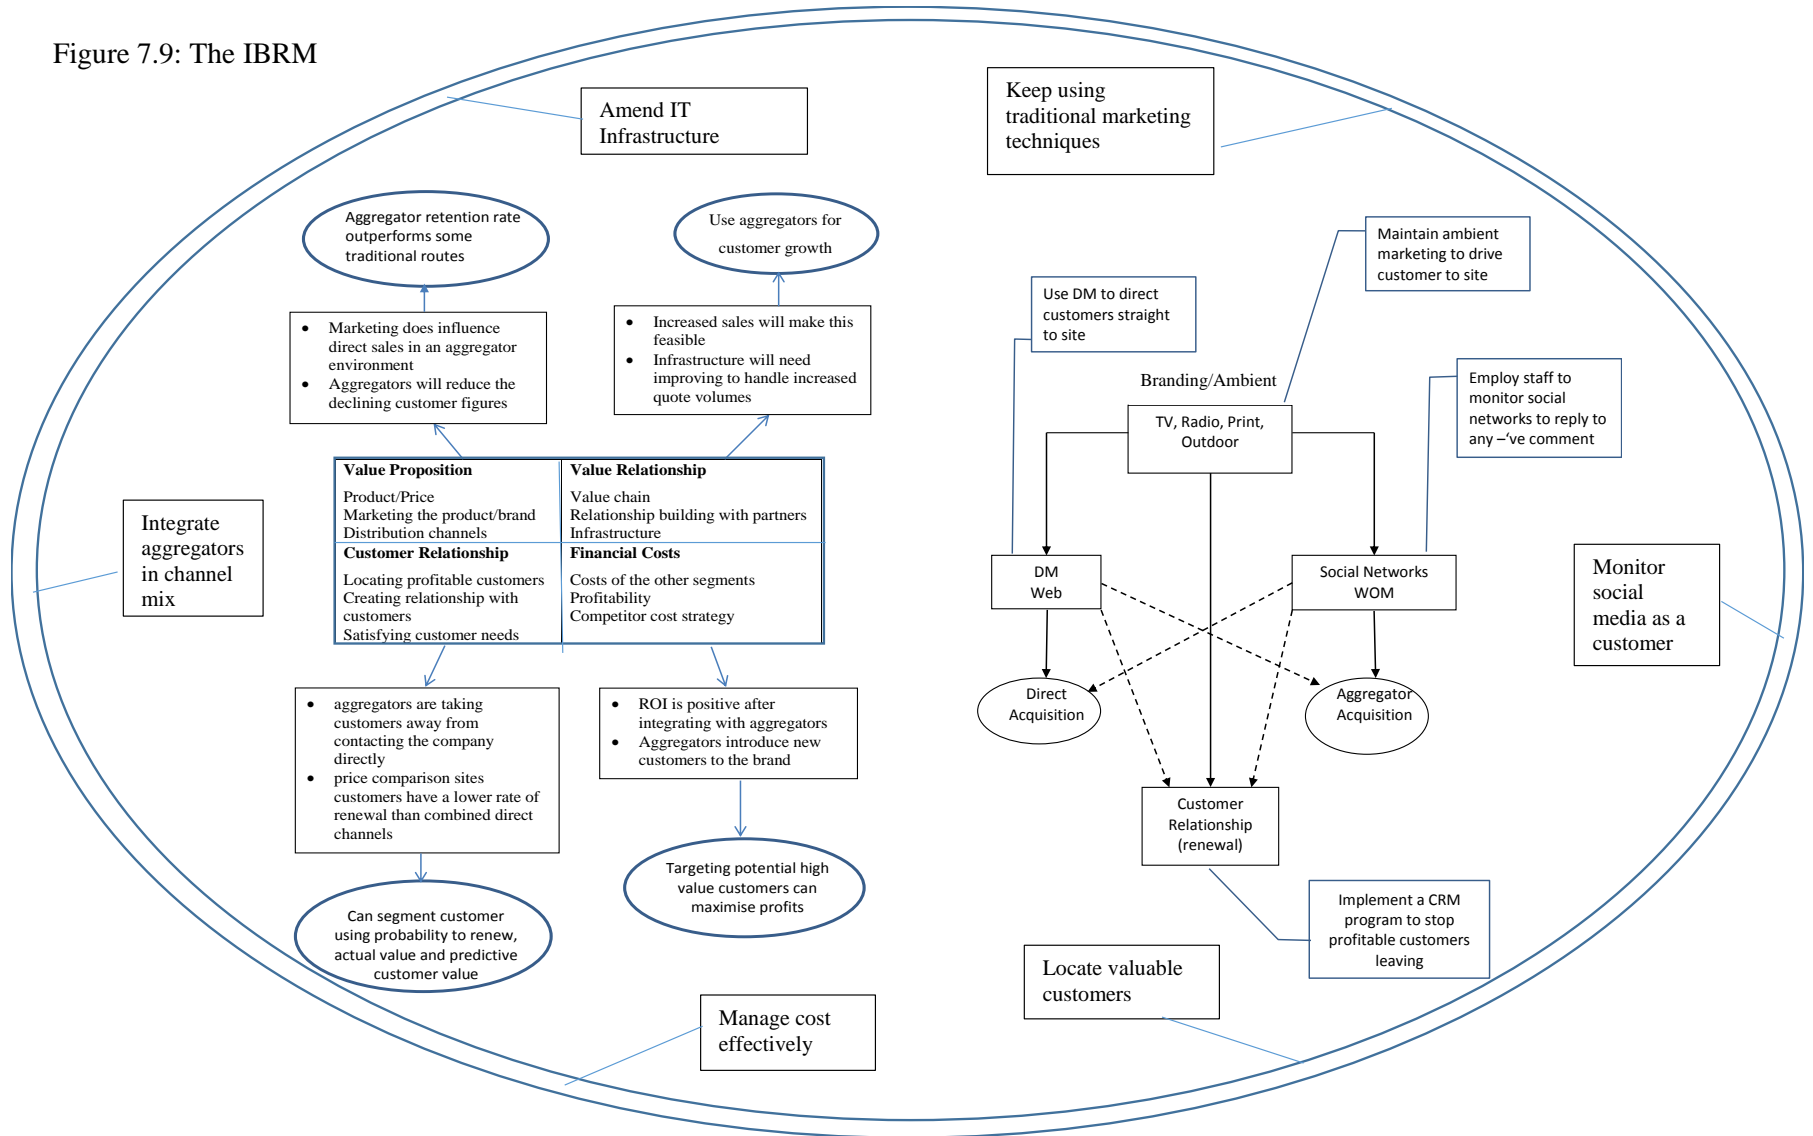 Figure 7.9: The IBRM
Amend IT
Infrastructure
Keep using
traditional marketing
techniques
Aggregator retention rate
outperforms some
traditional routes
Use aggregators for
customer growth
Maintain ambient
marketing to drive
customer to site
Use DM to direct
customers straight
to site
• Marketing does influence
direct sales in an aggregator
environment
• Aggregators will reduce the
declining customer figures
• Increased sales will make this
feasible
• Infrastructure will need
improving to handle increased
quote volumes
Branding/Ambient
TV, Radio, Print,
Outdoor
Employ staff to
monitor social
networks to reply to
any –‘ve comment
Value Proposition
Product/Price
Marketing the product/brand
Distribution channels
Value Relationship
Value chain
Relationship building with partners
Infrastructure
Customer Relationship
Locating profitable customers
Creating relationship with
customers
Satisfying customer needs
Financial Costs
Costs of the other segments
Profitability
Competitor cost strategy
Integrate
aggregators
in channel
mix
DM
Web
Social Networks
WOM
Monitor
social
media as a
customer
• aggregators are taking
customers away from
contacting the company
directly
• price comparison sites
customers have a lower rate of
renewal than combined direct
channels
• ROI is positive after
integrating with aggregators
• Aggregators introduce new
customers to the brand
Direct
Acquisition
Aggregator
Acquisition
Customer
Relationship
(renewal)
Targeting potential high
value customers can
maximise profits
Can segment customer
using probability to renew,
actual value and predictive
customer value
Implement a CRM
program to stop
profitable customers
leaving
Locate valuable
customers
Manage cost
effectively